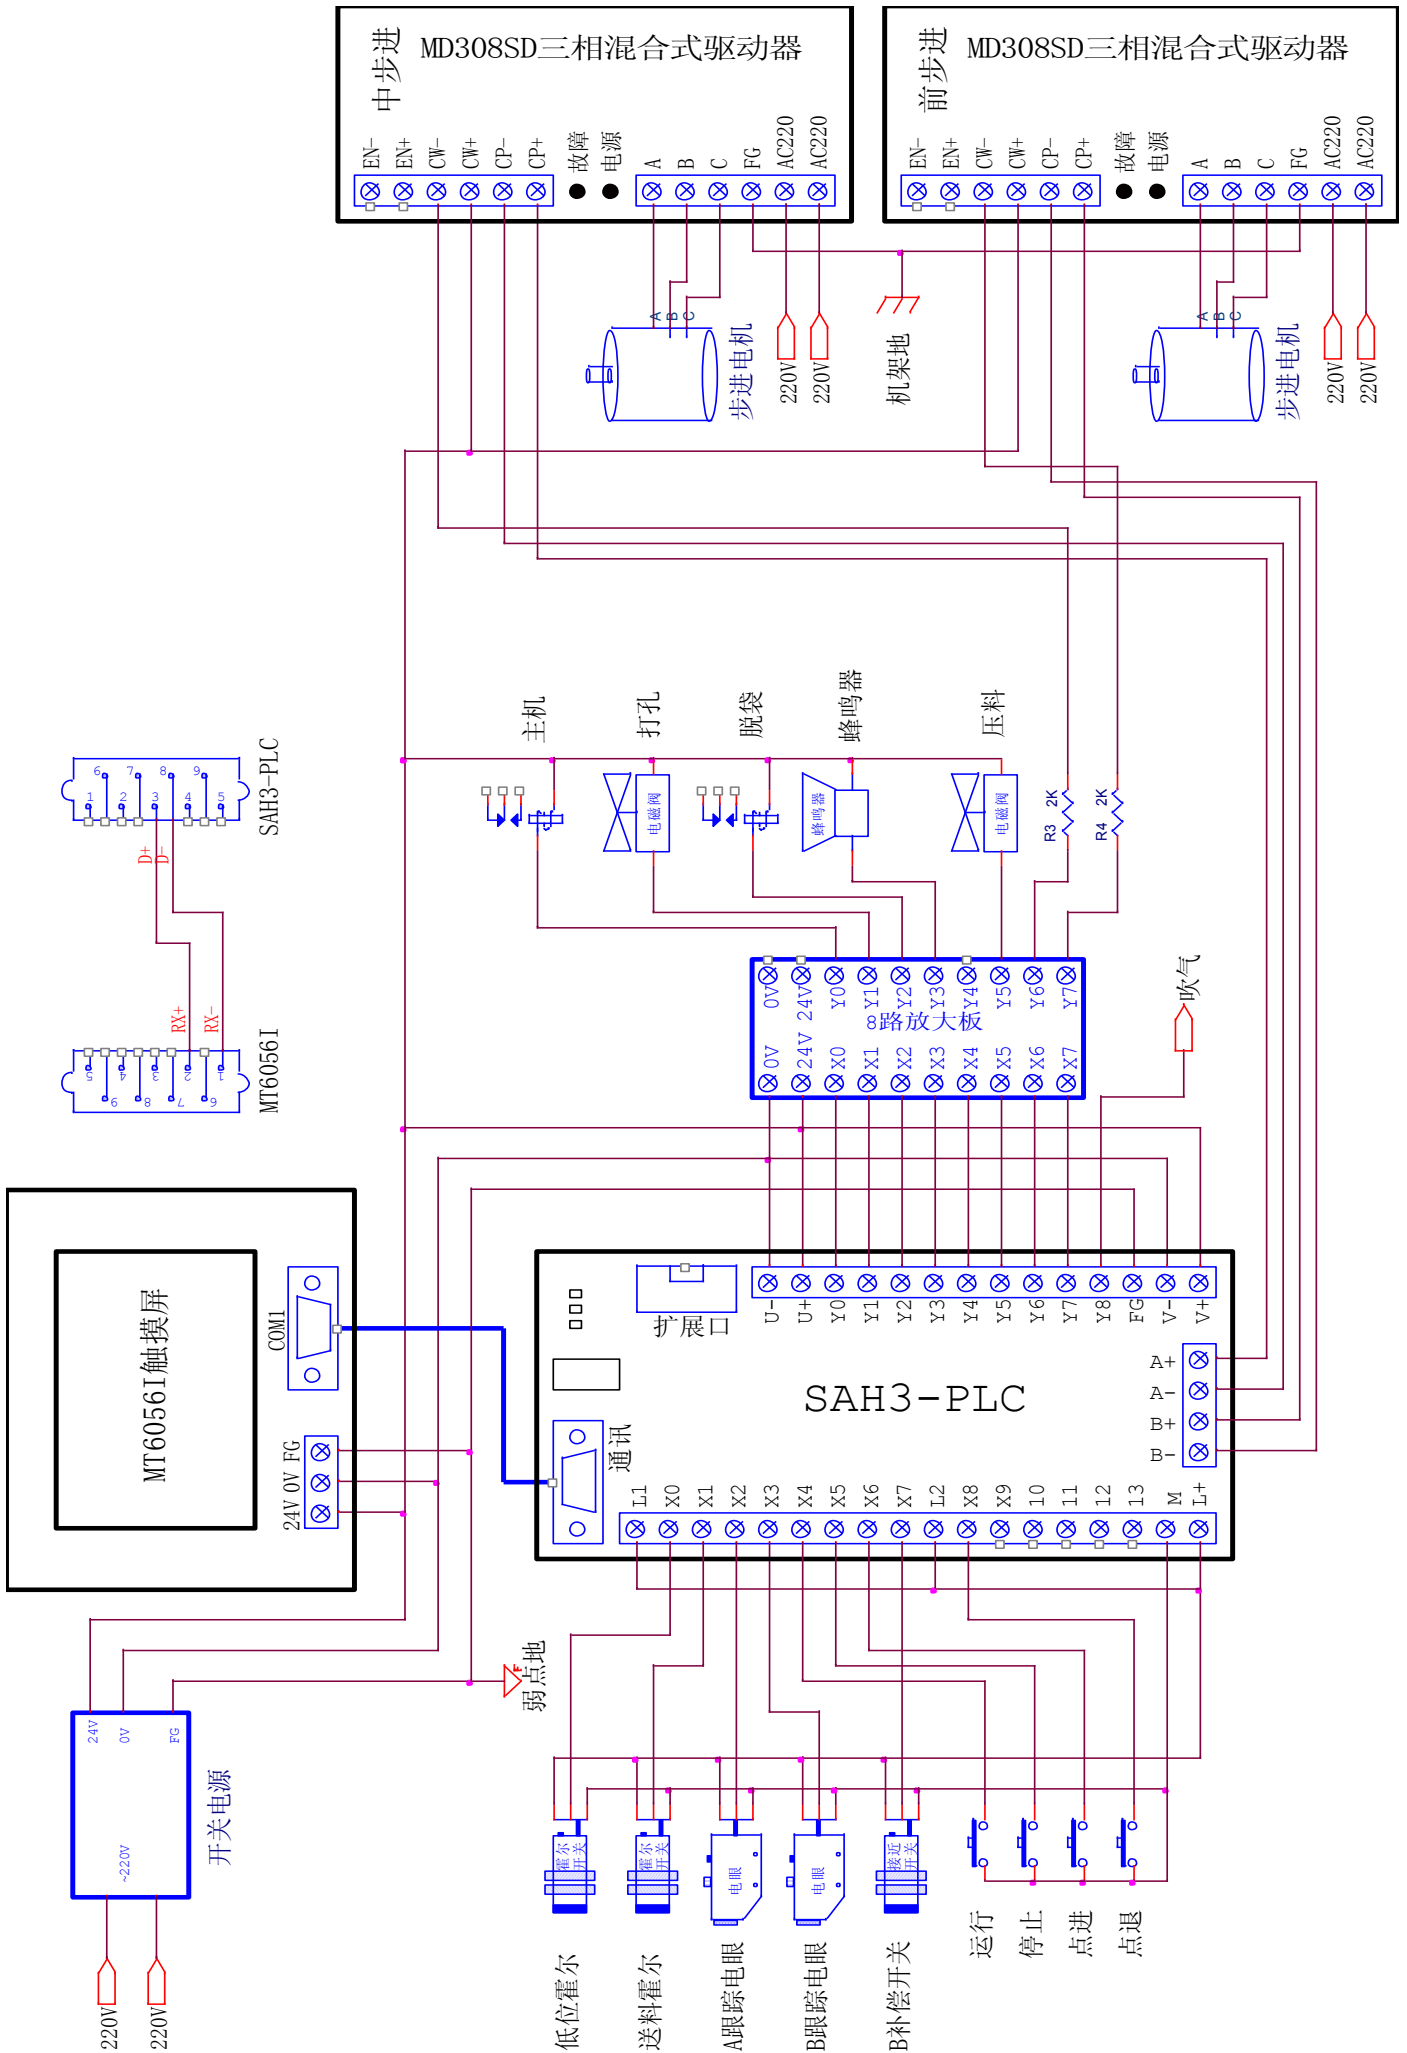 中步进
MD308SD三相混合式驱动器
EN-
EN+
CW-
CW+
CP-
CP+
故障
电源
A
B
C
FG
AC220
AC220
前步进
MD308SD三相混合式驱动器
EN-
EN+
CW-
CW+
CP-
CP+
故障
电源
A
B
C
FG
AC220
AC220
A
B
C
步进电机
220V
220V
机架地
A
B
C
步进电机
220V
220V
主机
打孔
脱袋
蜂鸣器
压料
电磁阀
蜂鸣器
电磁阀
R3 2K
R4 2K
6
7
8
9
1
2
3
4
5
SAH3-PLC
D+
D-
RX+
RX-
5
4
3
2
1
9
8
7
6
MT6056I
0V
24V
Y0
Y1
Y2
Y3
Y4
Y5
Y6
Y7
8路放大板
0V
24V
X0
X1
X2
X3
X4
X5
X6
X7
吹气
MT6056I触摸屏
COM1
24V
0V
FG
扩展口
U-
U+
Y0
Y1
Y2
Y3
Y4
Y5
Y6
Y7
Y8
FG
V-
V+
A+
A-
B+
B-
SAH3-PLC
通讯
L1
X0
X1
X2
X3
X4
X5
X6
X7
L2
X8
X9
10
11
12
13
M
L+
24V
0V
FG
~220V
开关电源
220V
220V
弱点地
霍尔
开关
霍尔
开关
电眼
电眼
接近
开关
低位霍尔
送料霍尔
A跟踪电眼
B跟踪电眼
B补偿开关
运行
停止
点进
点退